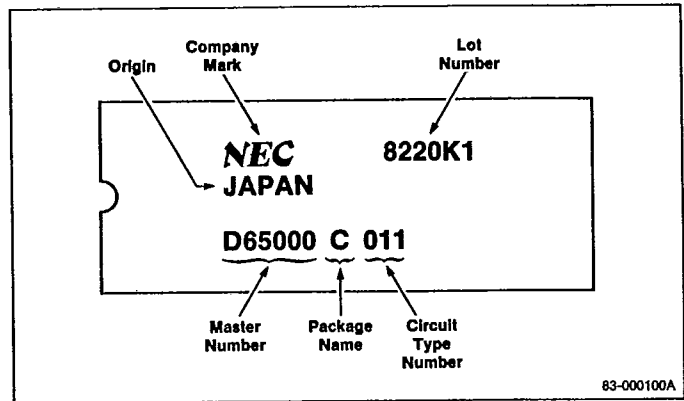 Company
Mark
Lot
Number
Origin
NEC 8220K1
JAPAN
D65000 C 011
Master
Number
Package
Name
Circuit
Type
Number
83-000100A